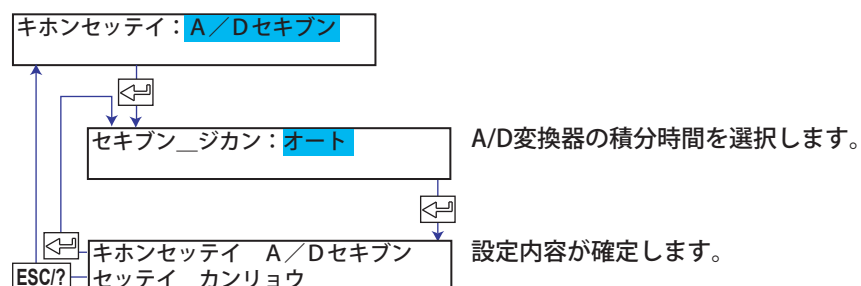 キホンセッテイ：A／Dセキブン
セキブン＿ジカン：オート
A/D変換器の積分時間を選択します。
キホンセッテイ　A／Dセキブン
設定内容が確定します。
ESC/?
セッテイ　カンリョウ